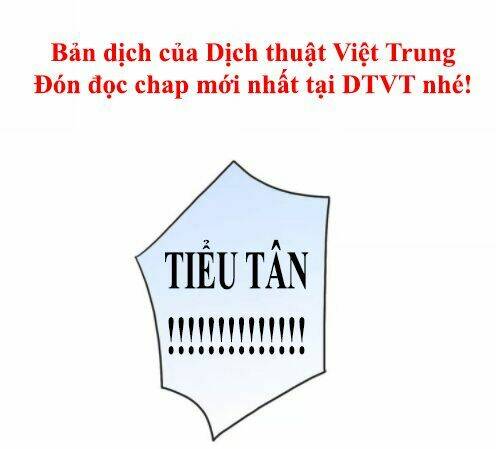 Bản dịch của Dịch thuật Việt Trung
Đón đọc chap mới nhất tại DTVT nhé!
TIỂU TÂN
!!!!!!!!!!!!!!